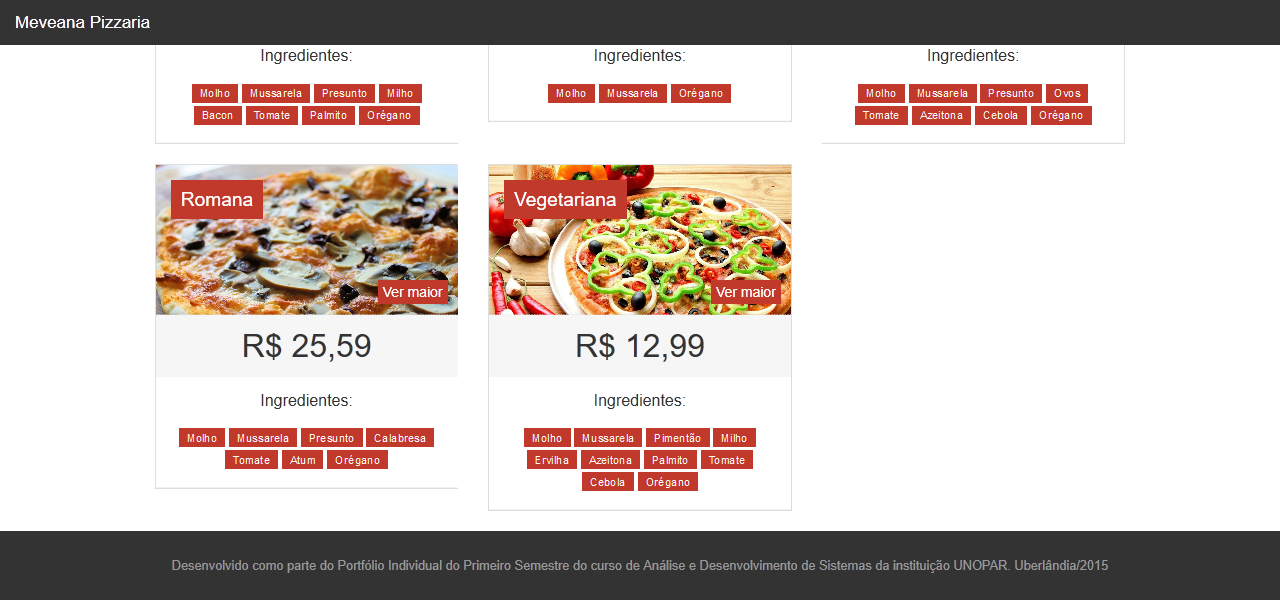 Meveana Pizzaria
Ingredientes:
Molho Mussarela Presunto Milho
Bacon Tomate Palmito Orégano
Ingredientes:
Molho Mussarela Orégano
Ingredientes:
Molho Mussarela Presunto Ovos
Tomate Azeitona Cebola Orégano
Romana
Ver maior
R$ 25,59
Ingredientes:
Molho Mussarela Presunto Calabresa
Tomate Atum Orégano
Vegetariana
Ver maior
R$ 12,99
Ingredientes:
Molho Mussarela Pimentão Milho
Ervilha Azeitona Palmito Tomate
Cebola Orégano
Desenvolvido como parte do Portfólio Individual do Primeiro Semestre do curso de Análise e Desenvolvimento de Sistemas da instituição UNOPAR. Uberlândia/2015